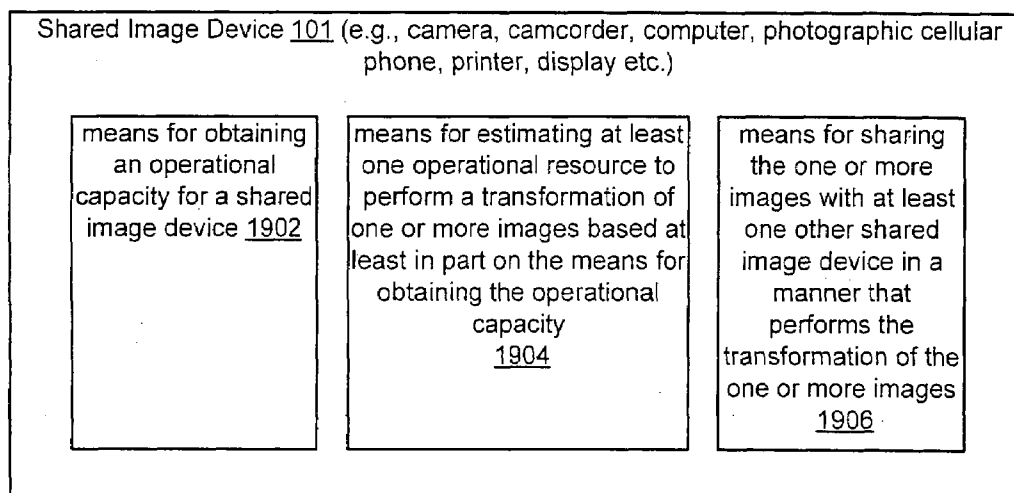 Shared Image Device 101 (e.g., camera, camcorder, computer, photographic cellular
phone, printer, display etc.)
means for obtaining
an operational
capacity for a shared
image device 1902
means for estimating at least
one operational resource to
perform a transformation of
one or more images based at
least in part on the means for
obtaining the operational
capacity
1904
means for sharing
the one or more
images with at least
one other shared
image device in a
manner that
performs the
transformation of the
one or more images
1906